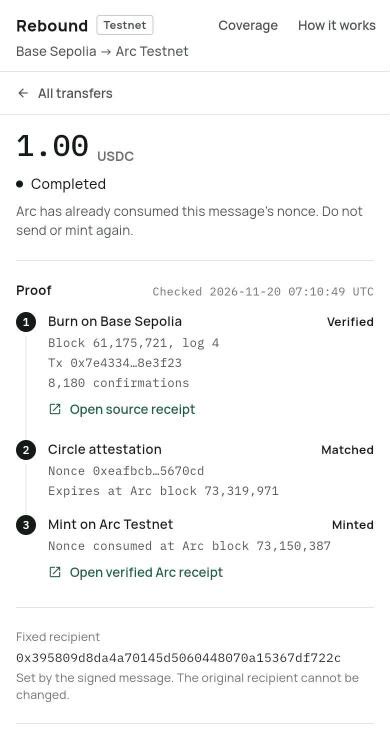 Rebound Testnet Coverage How it works
Base Sepolia → Arc Testnet
← All transfers
1.00 USDC
Completed
Arc has already consumed this message's nonce. Do not
send or mint again.
Proof Checked 2026-11-20 07:10:49 UTC
1 Burn on Base Sepolia Verified
Block 61,175,721, log 4
Tx 0x7e4334…8e3f23
8,180 confirmations
Open source receipt
2 Circle attestation Matched
Nonce 0xeafbcb…5670cd
Expires at Arc block 73,319,971
3 Mint on Arc Testnet Minted
Nonce consumed at Arc block 73,150,387
Open verified Arc receipt
Fixed recipient
0x395809d8da4a70145d5060448070a15367df722c
Set by the signed message. The original recipient cannot be
changed.